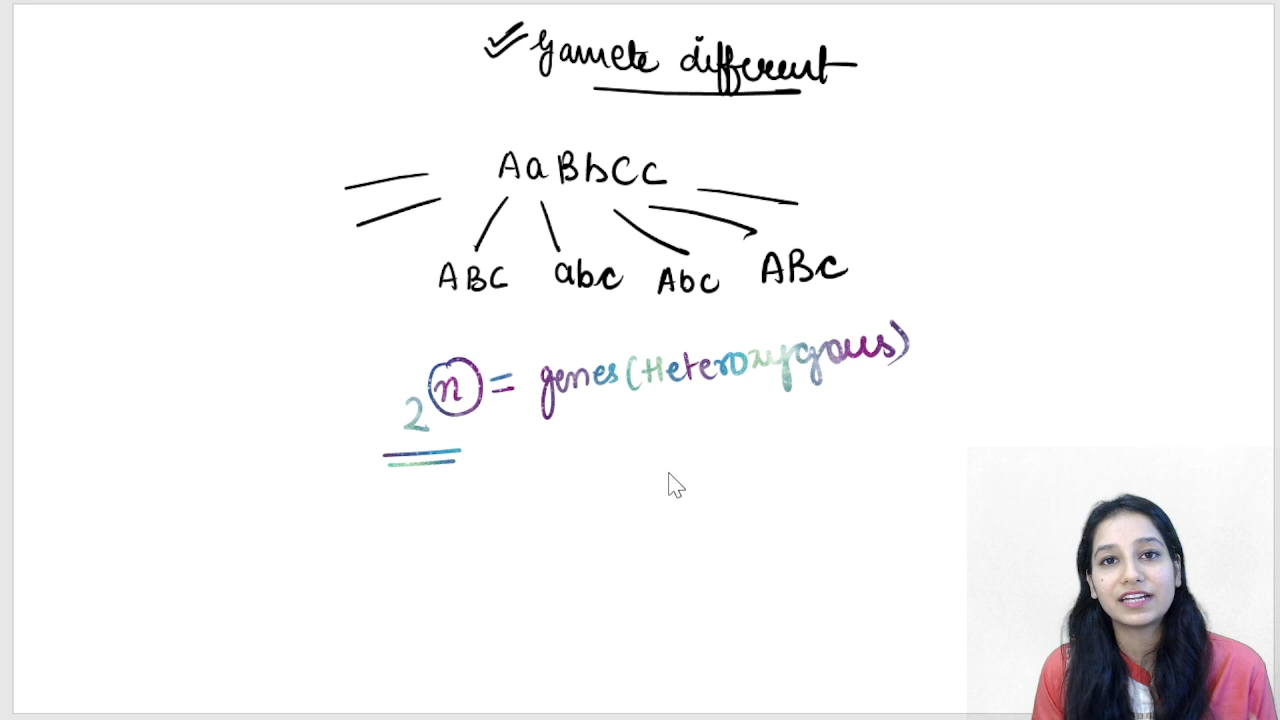 Gamete different
AaBbCc
ABC abc Abc ABc
2 n = genes (Heterozygous)